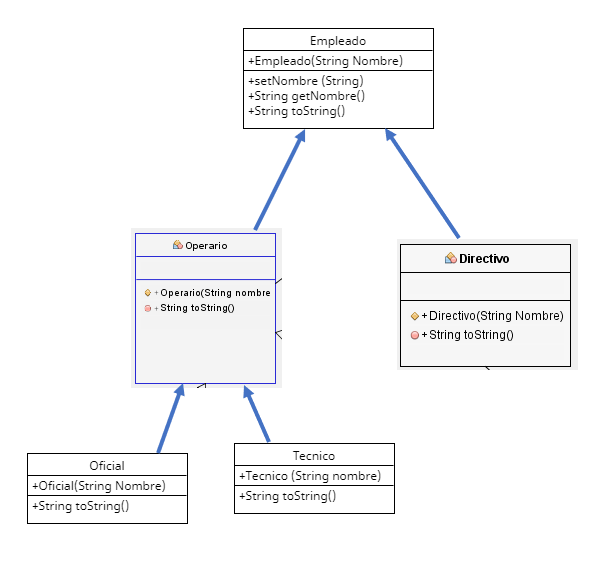 Empleado
+Empleado(String Nombre)
+setNombre (String)
+String getNombre()
+String toString()
Operario
+ Operario(String nombre
+ String toString()
Directivo
+ Directivo(String Nombre)
+ String toString()
Oficial
+Oficial(String Nombre)
+String toString()
Tecnico
+Tecnico (String nombre)
+String toString()